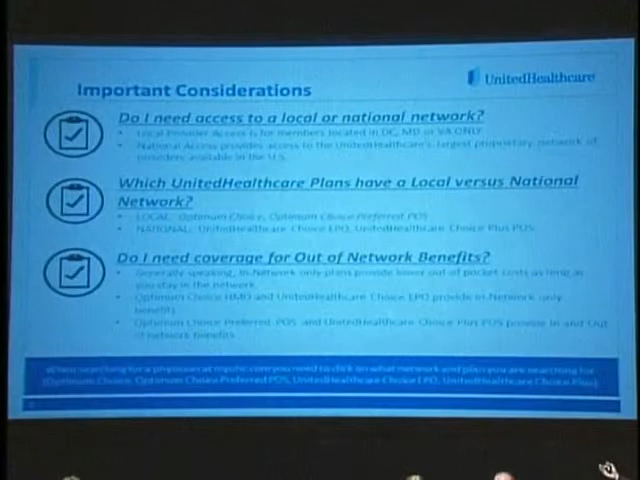 Important Considerations
UnitedHealthcare
Do I need access to a local or national network?
• Local Provider Access is for members located in DC, MD or VA ONLY
• National Access provides access to the UnitedHealthcare's largest proprietary network of
providers available in the U.S.
Which UnitedHealthcare Plans have a Local versus National
Network?
• LOCAL: Optimum Choice, Optimum Choice Preferred POS
• NATIONAL: UnitedHealthcare Choice EPO, UnitedHealthcare Choice Plus POS
Do I need coverage for Out of Network Benefits?
• Generally speaking, In-Network only plans provide lower out of pocket costs as long as
you stay in the network.
• Optimum Choice HMO and UnitedHealthcare Choice EPO provide in-Network only
benefits
• Optimum Choice Preferred POS and UnitedHealthcare Choice Plus POS provide In and Out
of network benefits
When searching for a physician at myuhc.com you need to click on what network and plan you are searching for
(Optimum Choice, Optimum Choice Preferred POS, UnitedHealthcare Choice EPO, UnitedHealthcare Choice Plus)